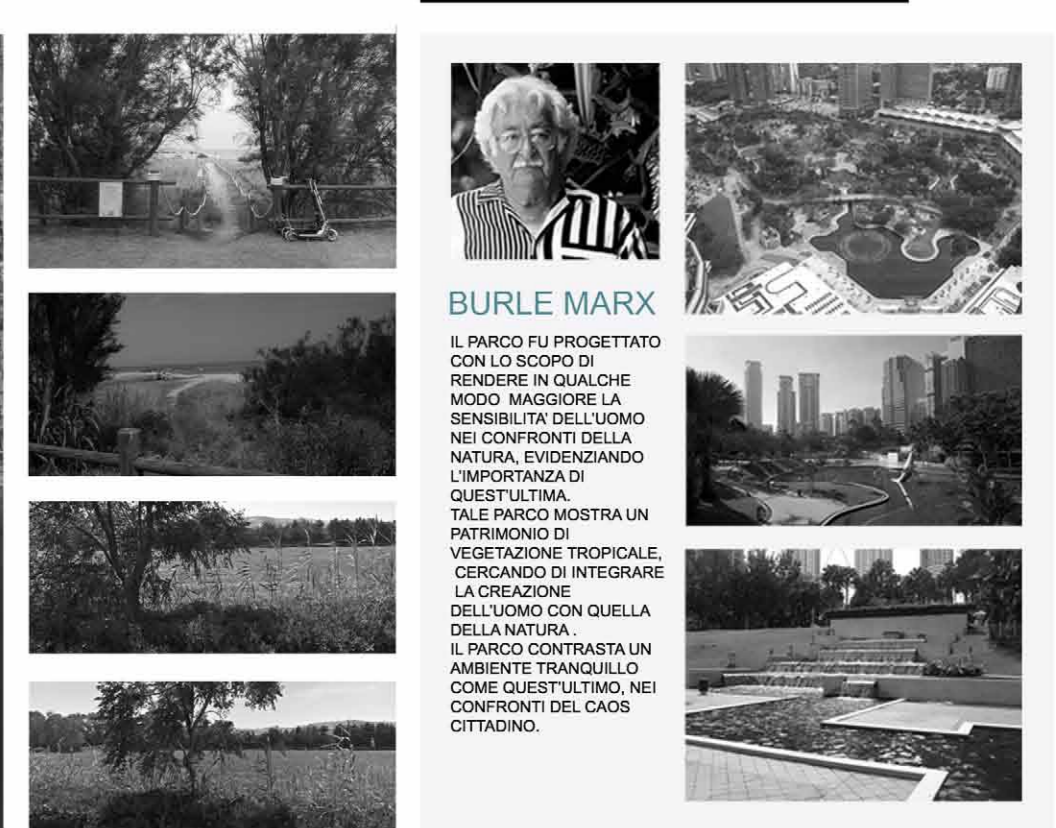 BURLE MARX
IL PARCO FU PROGETTATO
CON LO SCOPO DI
RENDERE IN QUALCHE
MODO MAGGIORE LA
SENSIBILITA' DELL'UOMO
NEI CONFRONTI DELLA
NATURA, EVIDENZIANDO
L'IMPORTANZA DI
QUEST'ULTIMA.
TALE PARCO MOSTRA UN
PATRIMONIO DI
VEGETAZIONE TROPICALE,
CERCANDO DI INTEGRARE
LA CREAZIONE
DELL'UOMO CON QUELLA
DELLA NATURA .
IL PARCO CONTRASTA UN
AMBIENTE TRANQUILLO
COME QUEST'ULTIMO, NEI
CONFRONTI DEL CAOS
CITTADINO.